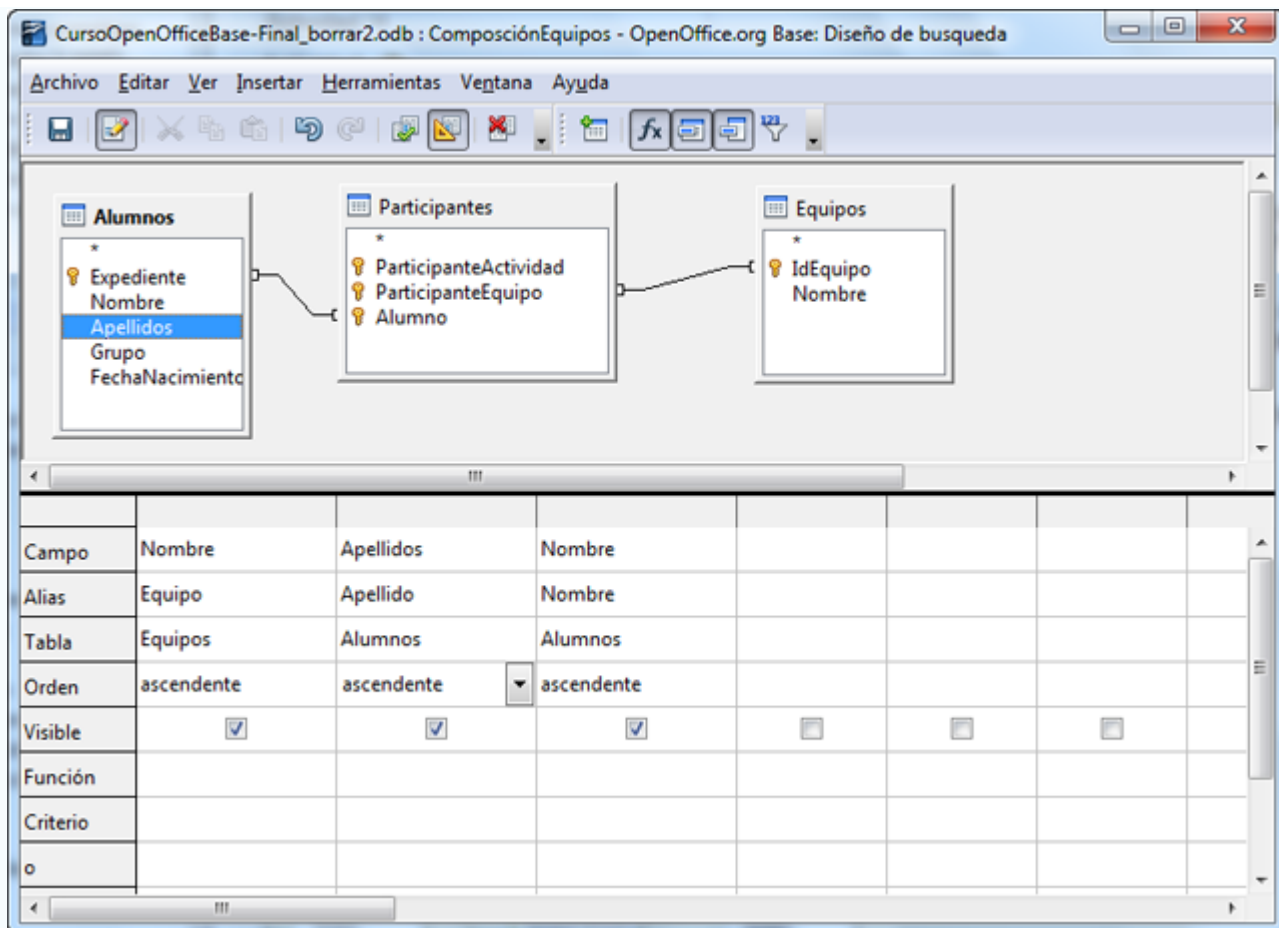 CursoOpenOfficeBase-Final_borrar2.odb : ComposciónEquipos - OpenOffice.org Base: Diseño de busqueda
Archivo Editar Ver Insertar Herramientas Ventana Ayuda
fx 123
Alumnos
*
Expediente
Nombre
Apellidos
Grupo
FechaNacimiento
Participantes
*
ParticipanteActividad
ParticipanteEquipo
Alumno
Equipos
*
IdEquipo
Nombre
Campo Nombre Apellidos Nombre
Alias Equipo Apellido Nombre
Tabla Equipos Alumnos Alumnos
Orden ascendente ascendente ascendente
Visible
Función
Criterio
o